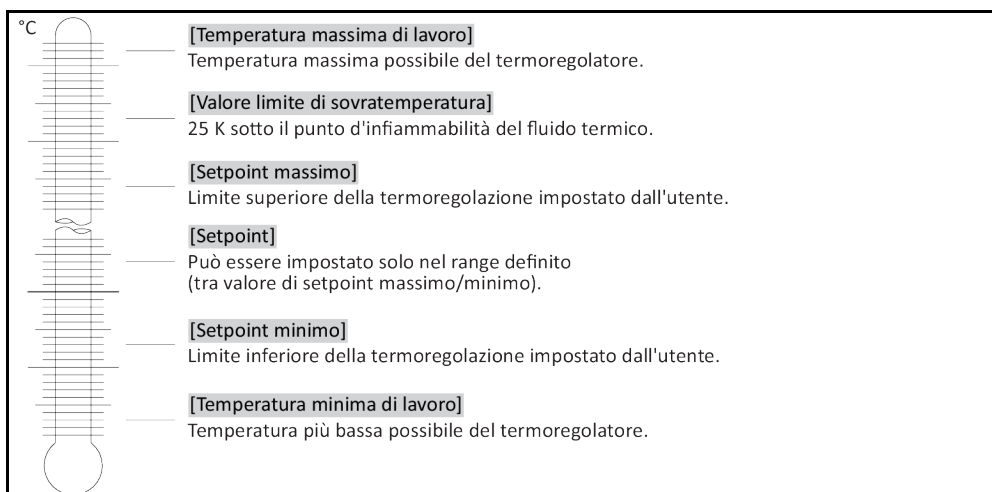 °C
[Temperatura massima di lavoro]
Temperatura massima possibile del termoregolatore.
[Valore limite di sovratemperatura]
25 K sotto il punto d'infiammabilità del fluido termico.
[Setpoint massimo]
Limite superiore della termoregolazione impostato dall'utente.
[Setpoint]
Può essere impostato solo nel range definito
(tra valore di setpoint massimo/minimo).
[Setpoint minimo]
Limite inferiore della termoregolazione impostato dall'utente.
[Temperatura minima di lavoro]
Temperatura più bassa possibile del termoregolatore.